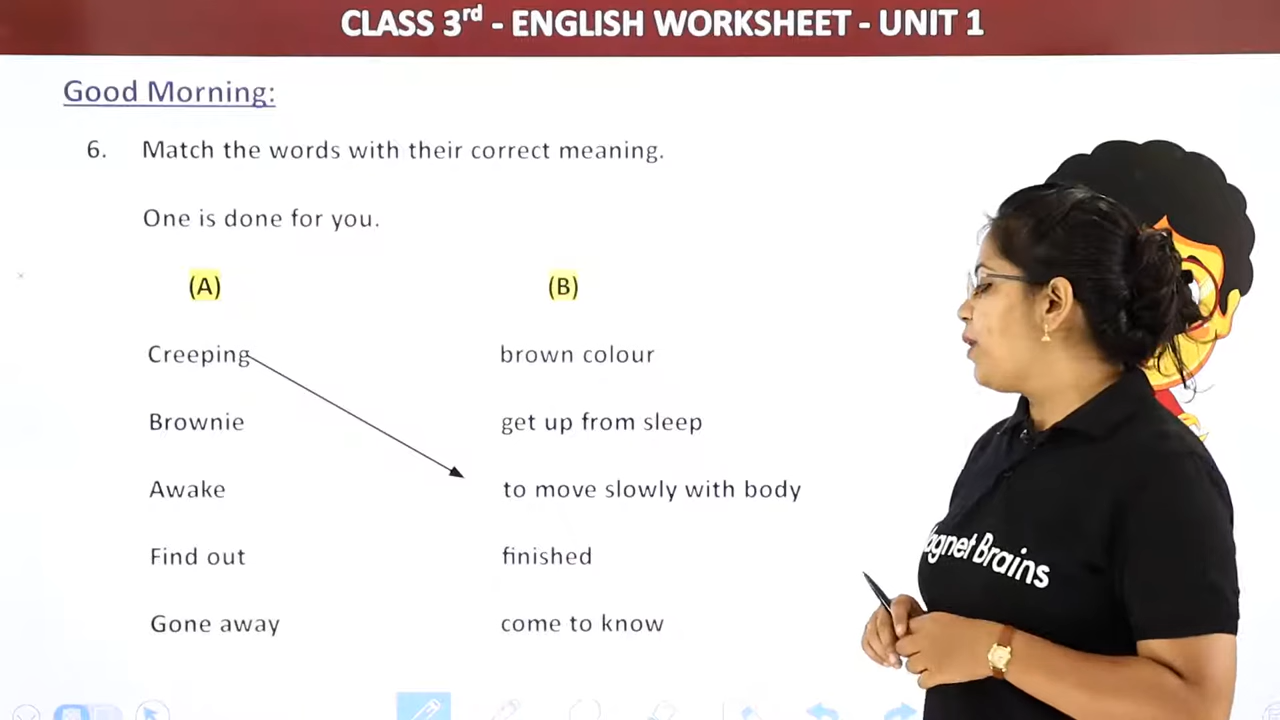 CLASS 3rd - ENGLISH WORKSHEET - UNIT 1
Good Morning:
6. Match the words with their correct meaning.
One is done for you.
(A) (B)
Creeping brown colour
Brownie get up from sleep
Awake to move slowly with body
Find out finished
Gone away come to know
agnet Brains